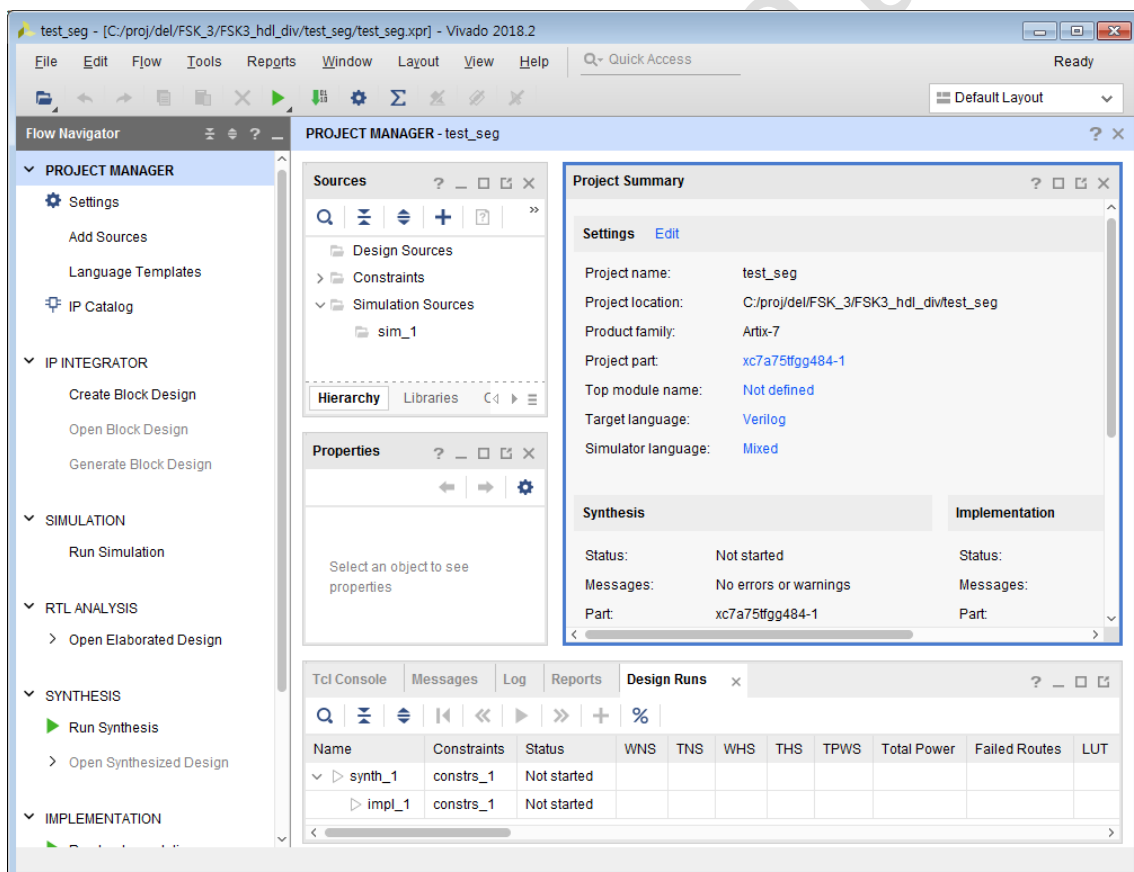 test_seg - [C:/proj/del/FSK_3/FSK3_hdl_div/test_seg/test_seg.xpr] - Vivado 2018.2
File Edit Flow Tools Reports Window Layout View Help Quick Access Ready
Default Layout
Flow Navigator
PROJECT MANAGER
Settings
Add Sources
Language Templates
IP Catalog
IP INTEGRATOR
Create Block Design
Open Block Design
Generate Block Design
SIMULATION
Run Simulation
RTL ANALYSIS
Open Elaborated Design
SYNTHESIS
Run Synthesis
Open Synthesized Design
IMPLEMENTATION
PROJECT MANAGER - test_seg
Sources
Design Sources
Constraints
Simulation Sources
sim_1
Hierarchy Libraries
Properties
Select an object to see
properties
Project Summary
Settings Edit
Project name: test_seg
Project location: C:/proj/del/FSK_3/FSK3_hdl_div/test_seg
Product family: Artix-7
Project part: xc7a75tfgg484-1
Top module name: Not defined
Target language: Verilog
Simulator language: Mixed
Synthesis Implementation
Status: Not started Status:
Messages: No errors or warnings Messages:
Part: xc7a75tfgg484-1 Part:
Tcl Console Messages Log Reports Design Runs
Name Constraints Status WNS TNS WHS THS TPWS Total Power Failed Routes LUT
synth_1 constrs_1 Not started
impl_1 constrs_1 Not started